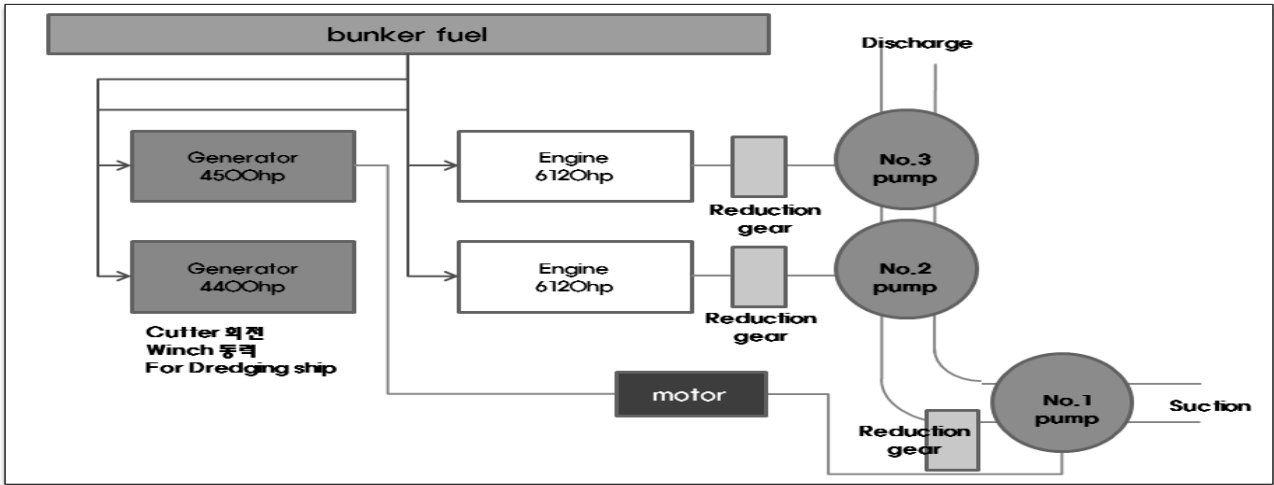 bunker fuel
Discharge
Generator
4500hp
Engine
6120hp
No.3
pump
Reduction
gear
Generator
4400hp
Engine
6120hp
No.2
pump
Reduction
gear
Cutter 회전
Winch 동력
For Dredging ship
motor
No.1
pump
Suction
Reduction
gear